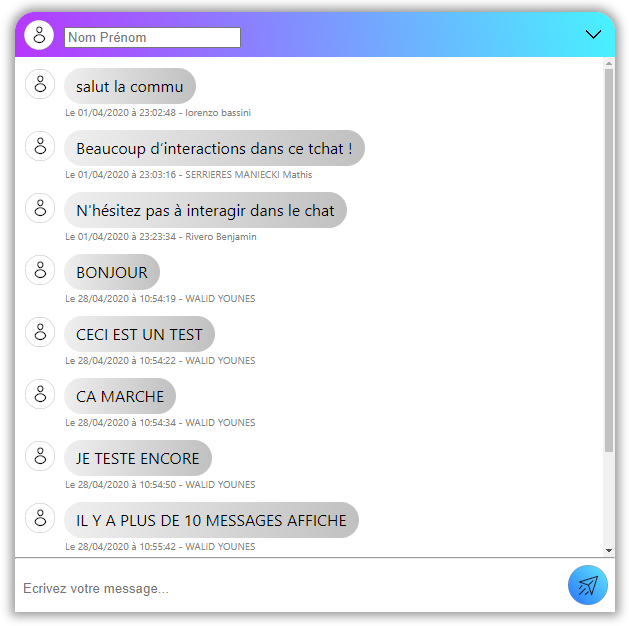 Nom Prénom
salut la commu
Le 01/04/2020 à 23:02:48 - lorenzo bassini
Beaucoup d'interactions dans ce tchat !
Le 01/04/2020 à 23:03:16 - SERRIERES MANIECKI Mathis
N'hésitez pas à interagir dans le chat
Le 01/04/2020 à 23:23:34 - Rivero Benjamin
BONJOUR
Le 28/04/2020 à 10:54:19 - WALID YOUNES
CECI EST UN TEST
Le 28/04/2020 à 10:54:22 - WALID YOUNES
CA MARCHE
Le 28/04/2020 à 10:54:34 - WALID YOUNES
JE TESTE ENCORE
Le 28/04/2020 à 10:54:50 - WALID YOUNES
IL Y A PLUS DE 10 MESSAGES AFFICHE
Le 28/04/2020 à 10:55:42 - WALID YOUNES
Ecrivez votre message...